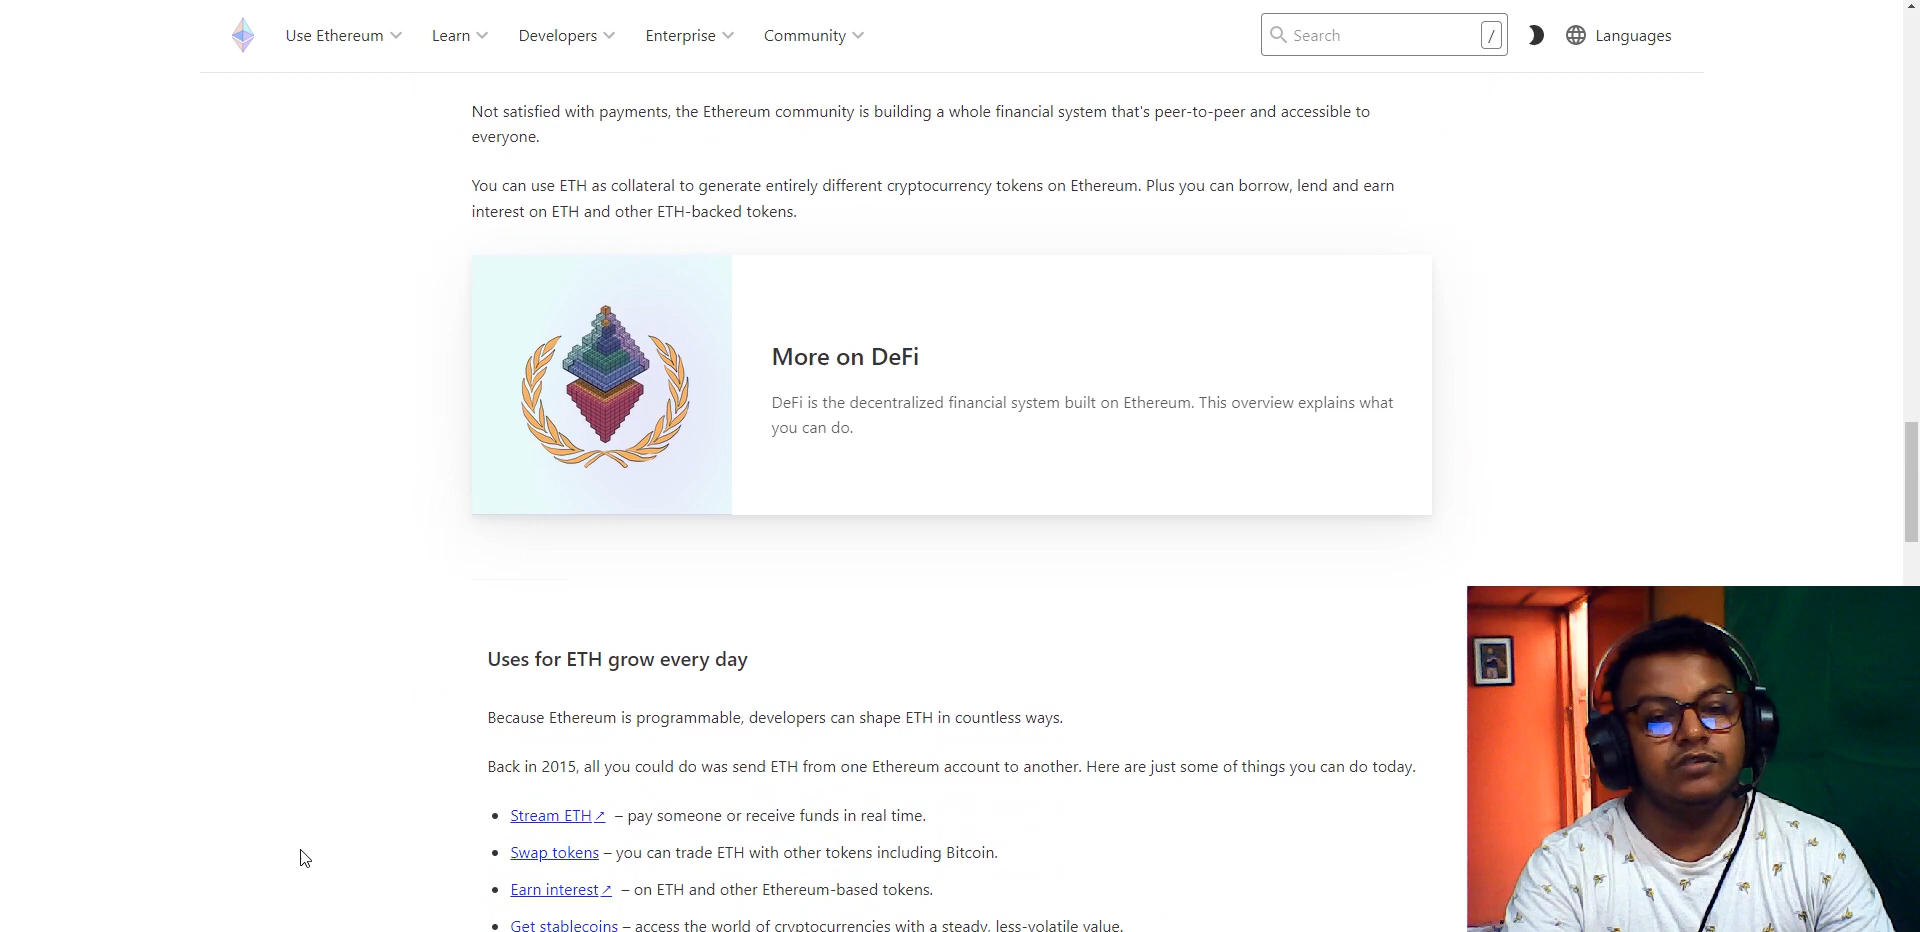 Use Ethereum Learn Developers Enterprise Community Search / Languages
Not satisfied with payments, the Ethereum community is building a whole financial system that's peer-to-peer and accessible to
everyone.
You can use ETH as collateral to generate entirely different cryptocurrency tokens on Ethereum. Plus you can borrow, lend and earn
interest on ETH and other ETH-backed tokens.
More on DeFi
DeFi is the decentralized financial system built on Ethereum. This overview explains what
you can do.
Uses for ETH grow every day
Because Ethereum is programmable, developers can shape ETH in countless ways.
Back in 2015, all you could do was send ETH from one Ethereum account to another. Here are just some of things you can do today.
• Stream ETH↗ – pay someone or receive funds in real time.
• Swap tokens – you can trade ETH with other tokens including Bitcoin.
• Earn interest↗ – on ETH and other Ethereum-based tokens.
• Get stablecoins – access the world of cryptocurrencies with a steady, less-volatile value.